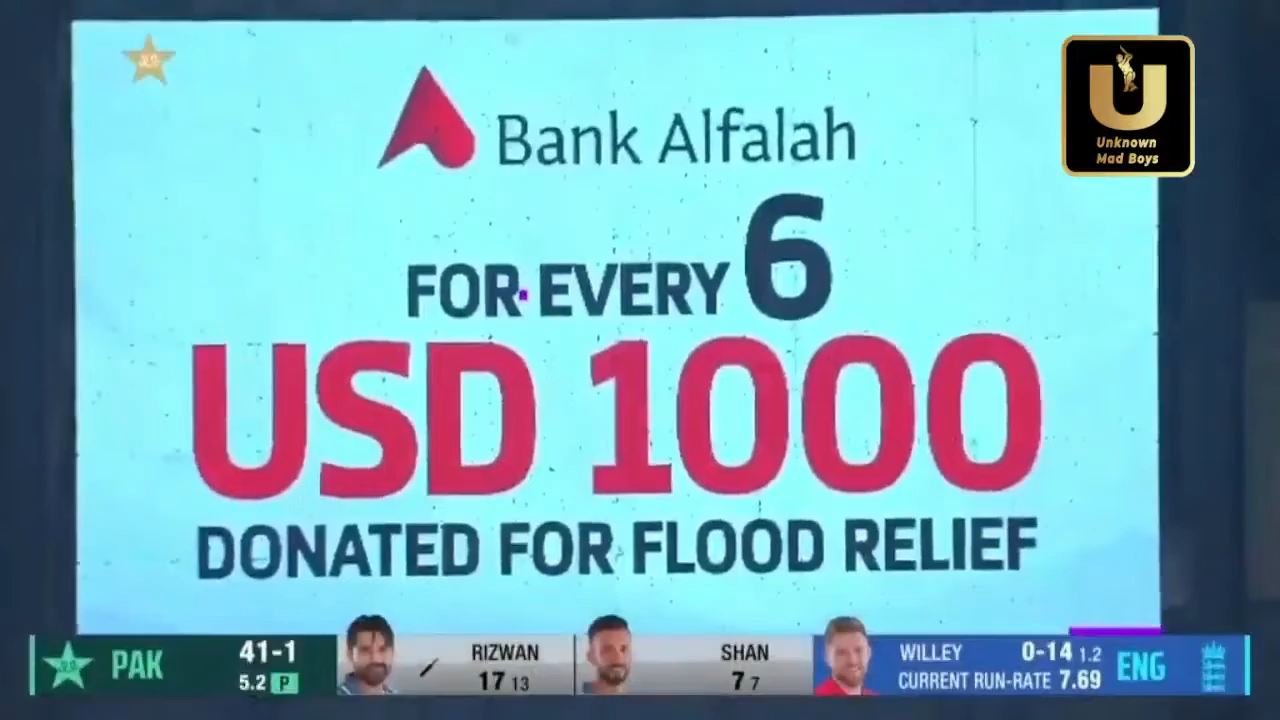 Bank Alfalah
Unknown
Mad Boys
FOR EVERY 6
USD 1000
DONATED FOR FLOOD RELIEF
PAK 41-1
5.2 P
RIZWAN
17 13
SHAN
7 7
WILLEY 0-14 1.2
CURRENT RUN-RATE 7.69
ENG